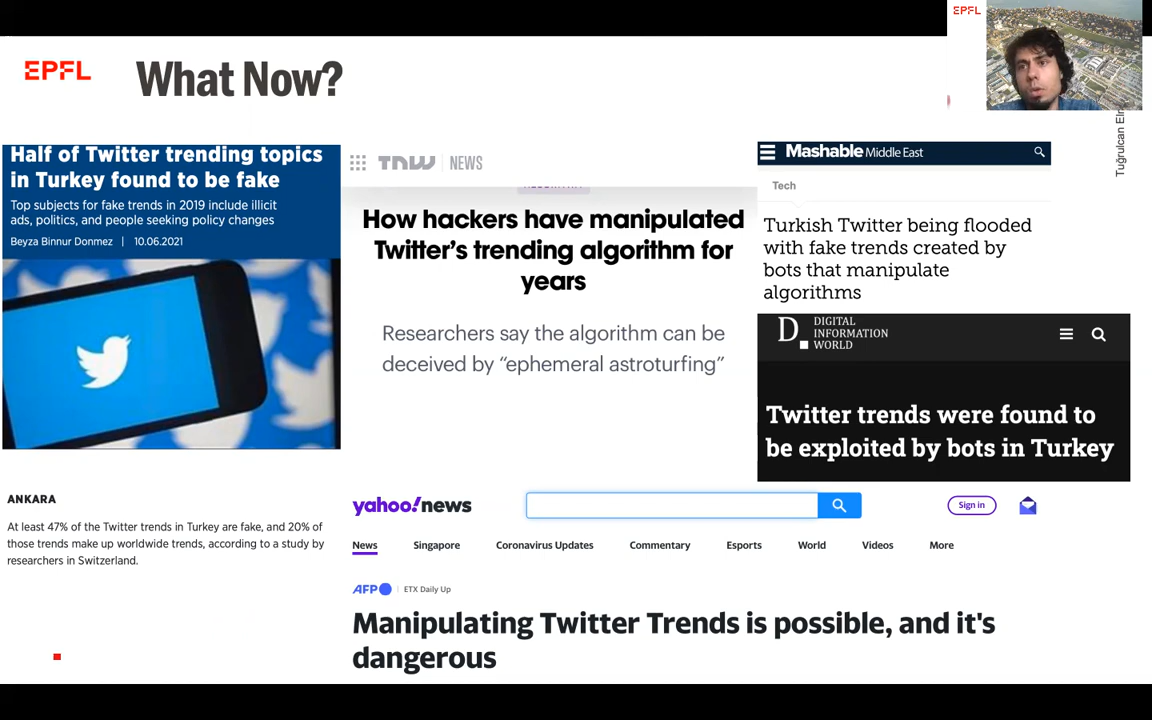 EPFL
EPFL
What Now?
Tuğrulcan
Half of Twitter trending topics
in Turkey found to be fake
Top subjects for fake trends in 2019 include illicit
ads, politics, and people seeking policy changes
Beyza Binnur Donmez | 10.06.2021
ANKARA
At least 47% of the Twitter trends in Turkey are fake, and 20% of
those trends make up worldwide trends, according to a study by
researchers in Switzerland.
TNW NEWS
How hackers have manipulated
Twitter's trending algorithm for
years
Researchers say the algorithm can be
deceived by “ephemeral astroturfing”
Mashable Middle East
Tech
Turkish Twitter being flooded
with fake trends created by
bots that manipulate
algorithms
D. DIGITAL
INFORMATION
WORLD
Twitter trends were found to
be exploited by bots in Turkey
yahoo!news
Sign in
News Singapore Coronavirus Updates Commentary Esports World Videos More
AFP | ETX Daily Up
Manipulating Twitter Trends is possible, and it's
dangerous